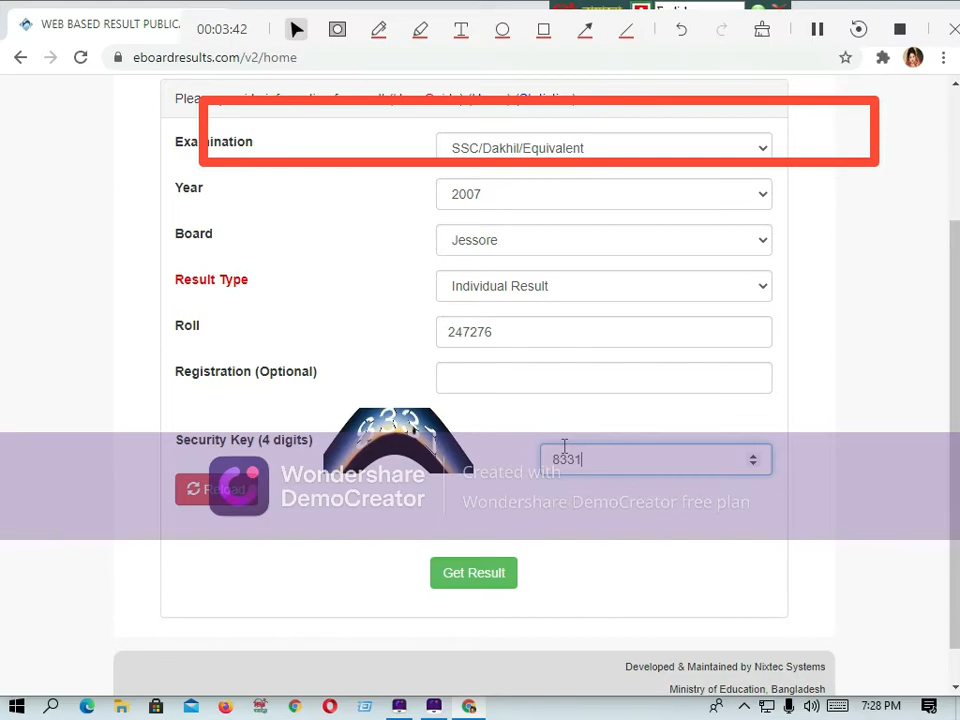 WEB BASED RESULT PUBLICA
00:03:42
eboardresults.com/v2/home
Examination
SSC/Dakhil/Equivalent
Year
2007
Board
Jessore
Result Type
Individual Result
Roll
247276
Registration (Optional)
Security Key (4 digits)
8331
Reload
Wondershare
DemoCreator
Created with
Wondershare DemoCreator free plan
Get Result
Developed & Maintained by Nixtec Systems
Ministry of Education, Bangladesh
7:28 PM